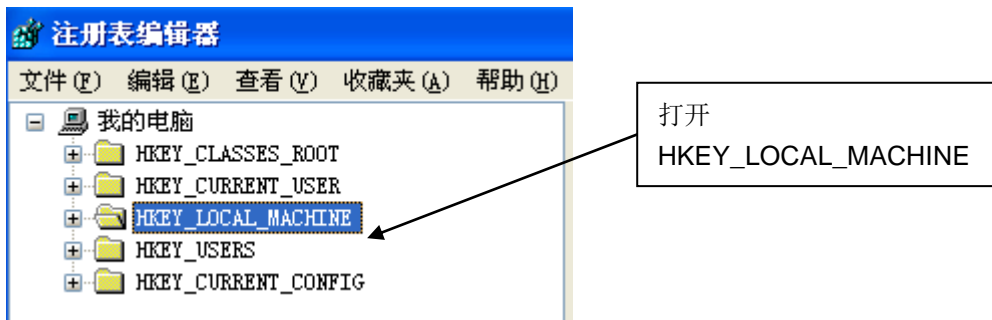 注册表编辑器
文件(F) 编辑(E) 查看(V) 收藏夹(A) 帮助(H)
我的电脑
HKEY_CLASSES_ROOT
HKEY_CURRENT_USER
HKEY_LOCAL_MACHINE
HKEY_USERS
HKEY_CURRENT_CONFIG
打开
HKEY_LOCAL_MACHINE